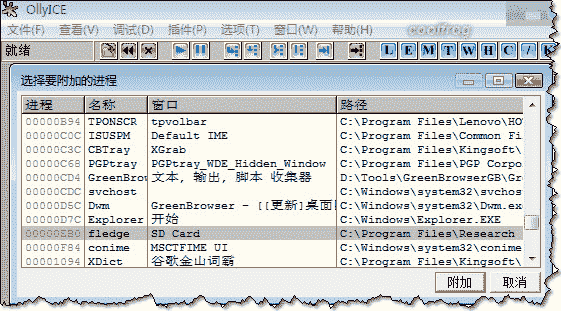 OllyICE
文件(F) 查看(V) 调试(D) 插件(P) 选项(T) 窗口(W) 帮助(H) coolfrog
就绪 L E M T W H C / K
选择要附加的进程
进程 名称 窗口 路径
00000B94 TPONSCR tpvolbar C:\Program Files\Lenovo\HO
00000C0C ISUSPM Default IME C:\Program Files\Common Fi
00000C3C CBTray XGrab C:\Program Files\Kingsoft\
00000C68 PGPtray PGPtray_WDE_Hidden_Window C:\Program Files\PGP Corpo
00000CD4 GreenBrow 文本, 输出, 脚本 收集器 D:\Tools\GreenBrowserGB\Gr
00000CDC svchost C:\Windows\system32\svchos
00000D5C Dwm GreenBrowser - [[更新]桌面 C:\Windows\system32\Dwm.ex
00000D7C Explorer 开始 C:\Windows\Explorer.EXE
00000EB0 fledge SD Card C:\Program Files\Research
00000F84 conime MSCTFIME UI C:\Windows\system32\conime
00001094 XDict 谷歌金山词霸 C:\Program Files\Kingsoft\
附加 取消